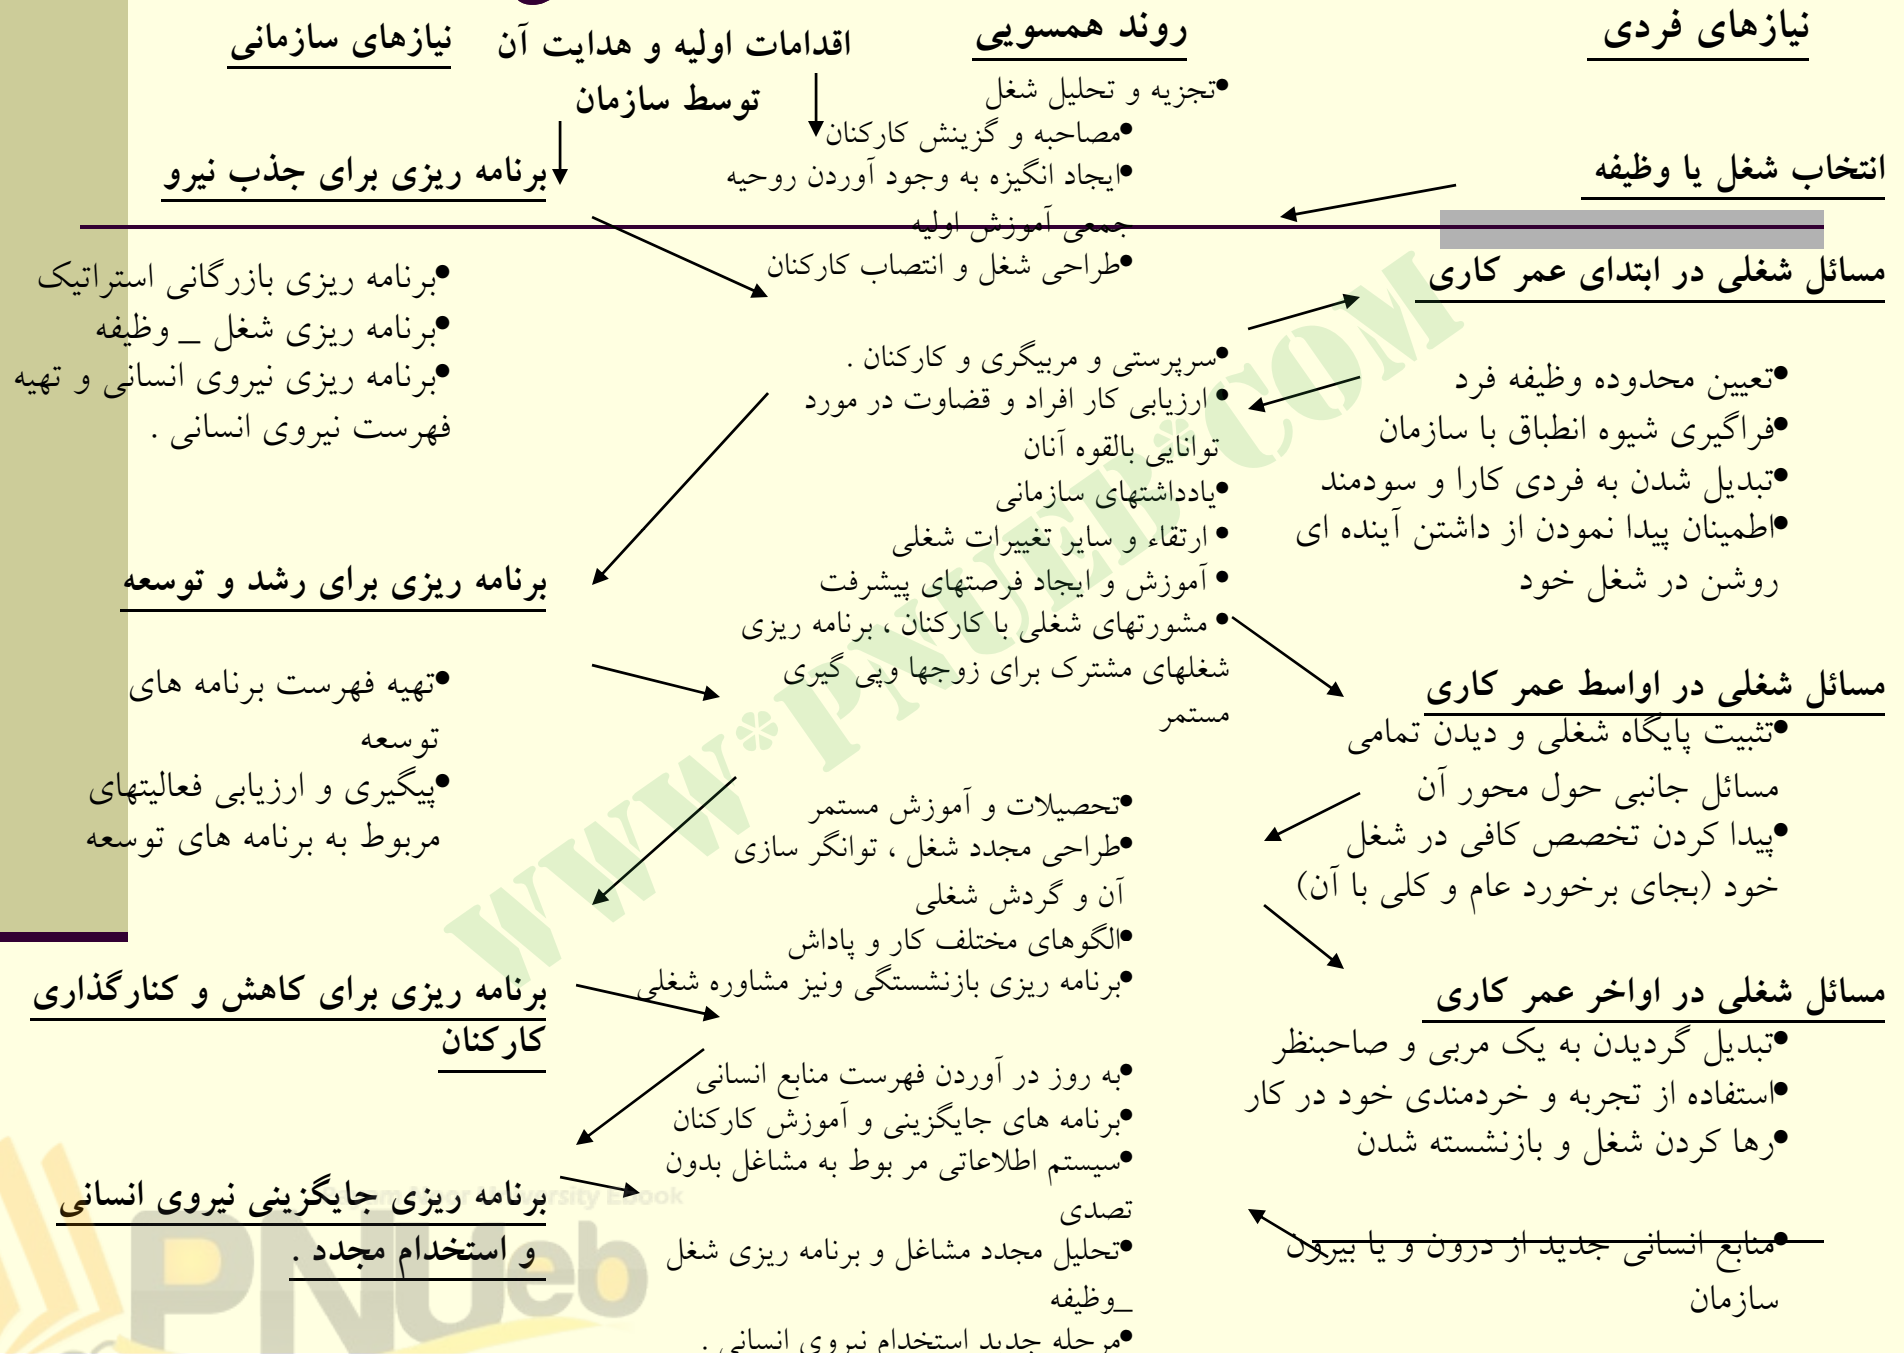 نیازهای فردی
انتخاب شغل یا وظیفه
مسائل شغلی در ابتدای عمر کاری
•تعیین محدوده وظیفه فرد
•فراگیری شیوه انطباق با سازمان
•تبدیل شدن به فردی کارا و سودمند
•اطمینان پیدا نمودن از داشتن آینده ای
روشن در شغل خود
مسائل شغلی در اواسط عمر کاری
•تثبیت پایگاه شغلی و دیدن تمامی
مسائل جانبی حول محور آن
•پیدا کردن تخصص کافی در شغل
خود (بجای برخورد عام و کلی با آن)
مسائل شغلی در اواخر عمر کاری
•تبدیل گردیدن به یک مربی و صاحبنظر
•استفاده از تجربه و خردمندی خود در کار
•رها کردن شغل و بازنشسته شدن
•منابع انسانی جدید از درون و یا بیرون
سازمان
روند همسویی
•تجزیه و تحلیل شغل
•مصاحبه و گزینش کارکنان
•ایجاد انگیزه به وجود آوردن روحیه
جمعی آموزش اولیه
•طراحی شغل و انتصاب کارکنان
•سرپرستی و مربیگری و کارکنان .
• ارزیابی کار افراد و قضاوت در مورد
توانایی بالقوه آنان
•یادداشتهای سازمانی
• ارتقاء و سایر تغییرات شغلی
• آموزش و ایجاد فرصتهای پیشرفت
• مشورتهای شغلی با کارکنان ، برنامه ریزی
شغلهای مشترک برای زوجها وپی گیری
مستمر
•تحصیلات و آموزش مستمر
•طراحی مجدد شغل ، توانگر سازی
آن و گردش شغلی
•الگوهای مختلف کار و پاداش
•برنامه ریزی بازنشستگی ونیز مشاوره شغلی
•به روز در آوردن فهرست منابع انسانی
•برنامه های جایگزینی و آموزش کارکنان
•سیستم اطلاعاتی مر بوط به مشاغل بدون
تصدی
•تحلیل مجدد مشاغل و برنامه ریزی شغل
_وظیفه
•مرحله جدید استخدام نیروی انسانی .
اقدامات اولیه و هدایت آن
توسط سازمان
نیازهای سازمانی
برنامه ریزی برای جذب نیرو
•برنامه ریزی بازرگانی استراتیک
•برنامه ریزی شغل _ وظیفه
•برنامه ریزی نیروی انسانی و تهیه
فهرست نیروی انسانی .
برنامه ریزی برای رشد و توسعه
•تهیه فهرست برنامه های
توسعه
•پیگیری و ارزیابی فعالیتهای
مربوط به برنامه های توسعه
برنامه ریزی برای کاهش و کنارگذاری
کارکنان
برنامه ریزی جایگزینی نیروی انسانی
و استخدام مجدد .
WWW*PNUEB*COM
Payam Noor University Ebook
PNUeb